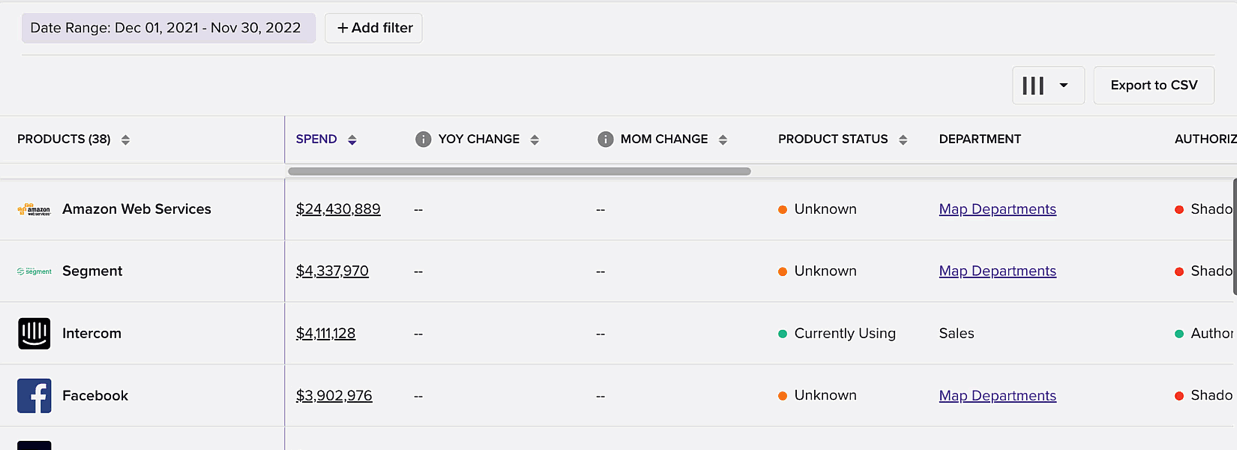 Date Range: Dec 01, 2021 - Nov 30, 2022 + Add filter
Export to CSV
PRODUCTS (38) SPEND YOY CHANGE MOM CHANGE PRODUCT STATUS DEPARTMENT AUTHORIZ
amazon web services Amazon Web Services $24,430,889 -- -- Unknown Map Departments Shado
segment Segment $4,337,970 -- -- Unknown Map Departments Shado
Intercom $4,111,128 -- -- Currently Using Sales Author
Facebook $3,902,976 -- -- Unknown Map Departments Shado